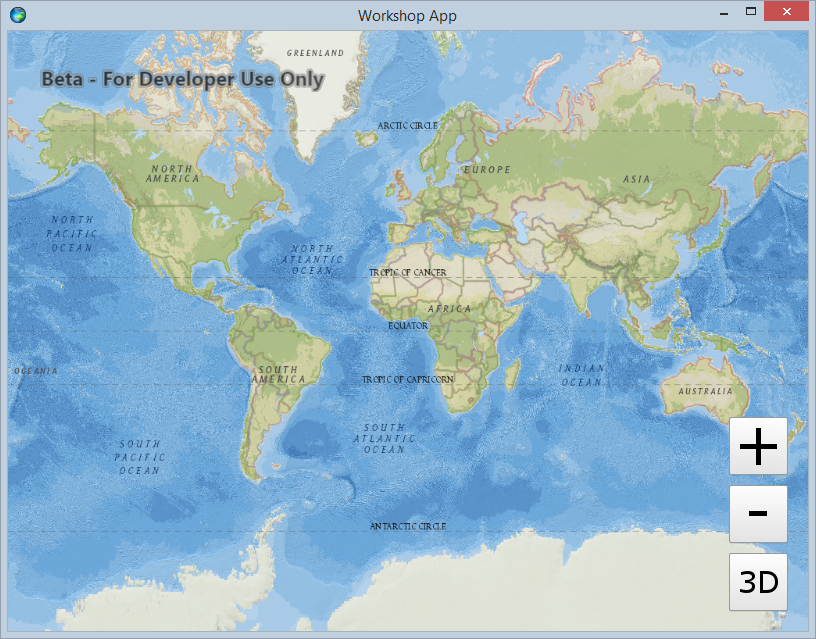 Workshop App
GREENLAND
Beta - For Developer Use Only
ARCTIC CIRCLE
NORTH
AMERICA
EUROPE
ASIA
NORTH
PACIFIC
OCEAN
NORTH
ATLANTIC
OCEAN
TROPIC OF CANCER
AFRICA
EQUATOR
OCEANIA
SOUTH
AMERICA
TROPIC OF CAPRICORN
INDIAN
OCEAN
AUSTRALIA
SOUTH
PACIFIC
OCEAN
SOUTH
ATLANTIC
OCEAN
+
-
ANTARCTIC CIRCLE
3D